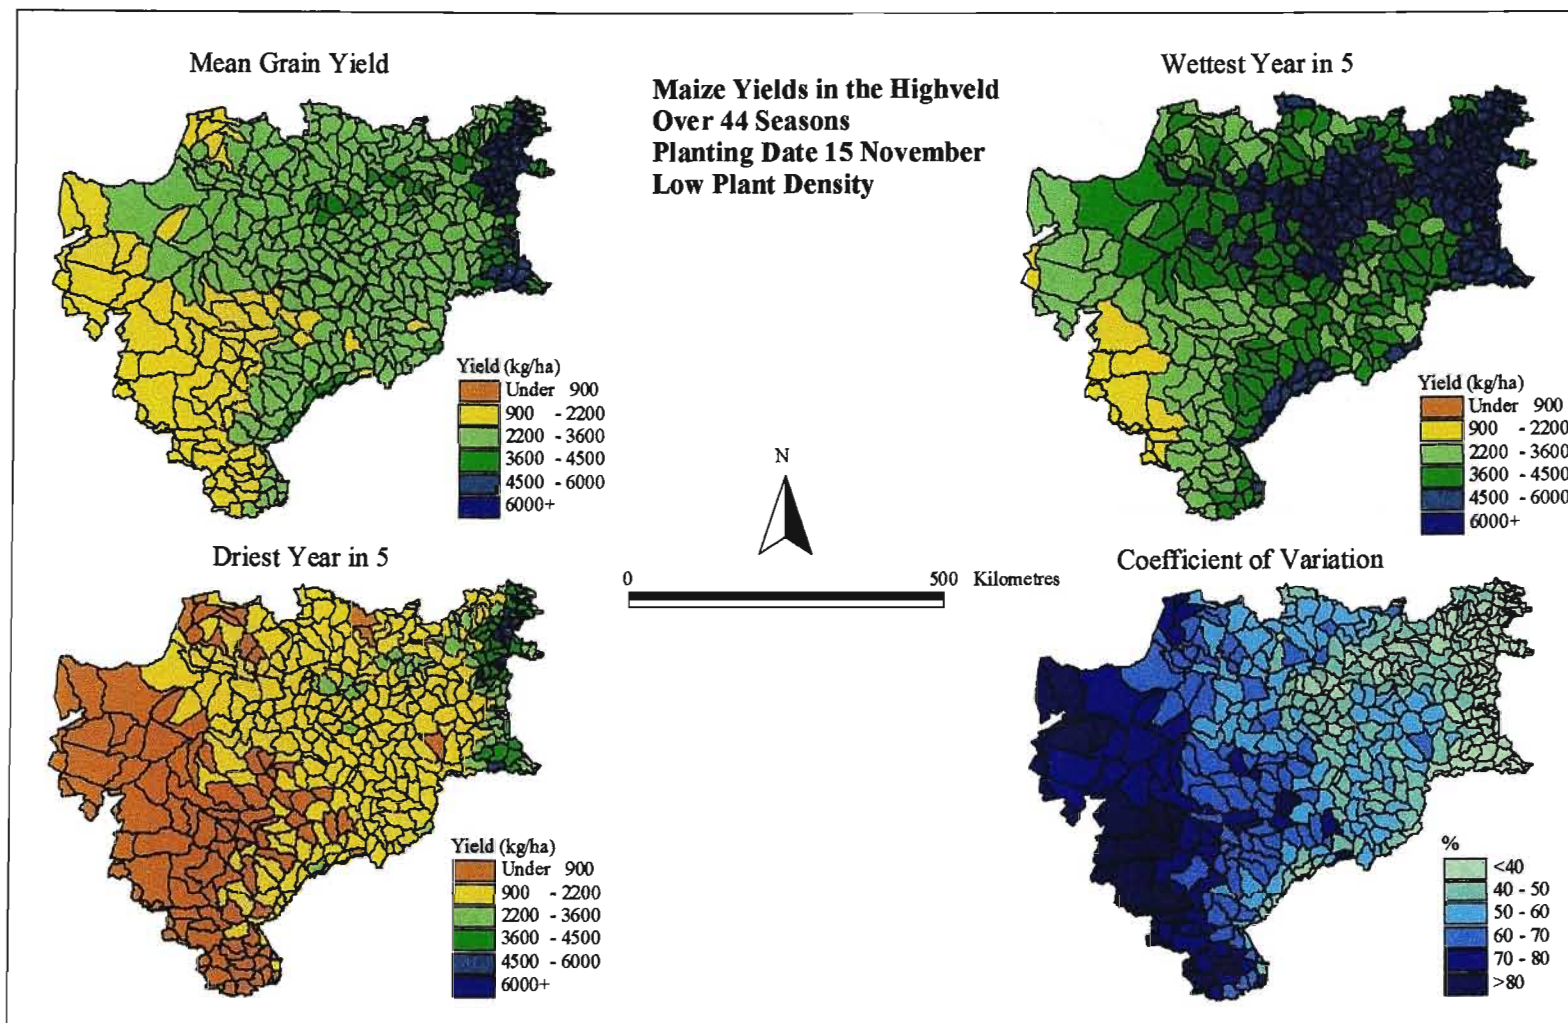 Mean Grain Yield
Maize Yields in the Highveld
Over 44 Seasons
Planting Date 15 November
Low Plant Density
Wettest Year in 5
Yield (kg/ha)
Under 900
900 - 2200
2200 - 3600
3600 - 4500
4500 - 6000
6000+
Yield (kg/ha)
Under 900
900 - 2200
2200 - 3600
3600 - 4500
4500 - 6000
6000+
N
0 500 Kilometres
Driest Year in 5
Coefficient of Variation
Yield (kg/ha)
Under 900
900 - 2200
2200 - 3600
3600 - 4500
4500 - 6000
6000+
%
<40
40 - 50
50 - 60
60 - 70
70 - 80
>80